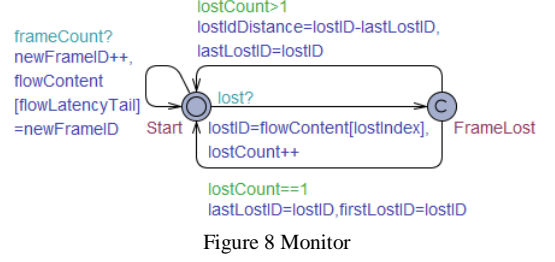 lostCount>1
lostIdDistance=lostID-lastLostID,
lastLostID=lostID
frameCount?
newFrameID++,
flowContent
[flowLatencyTail]
=newFrameID
Start
lost?
C
lostID=flowContent[lostIndex],
lostCount++
FrameLost
lostCount==1
lastLostID=lostID,firstLostID=lostID
Figure 8 Monitor